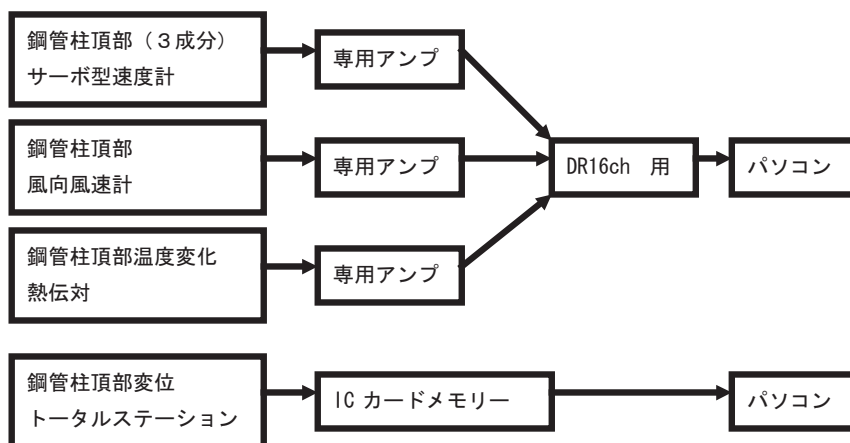 鋼管柱頂部（３成分）
サーボ型速度計
専用アンプ
鋼管柱頂部
風向風速計
専用アンプ
DR16ch　用
パソコン
鋼管柱頂部温度変化
熱伝対
専用アンプ
鋼管柱頂部変位
トータルステーション
IC カードメモリー
パソコン